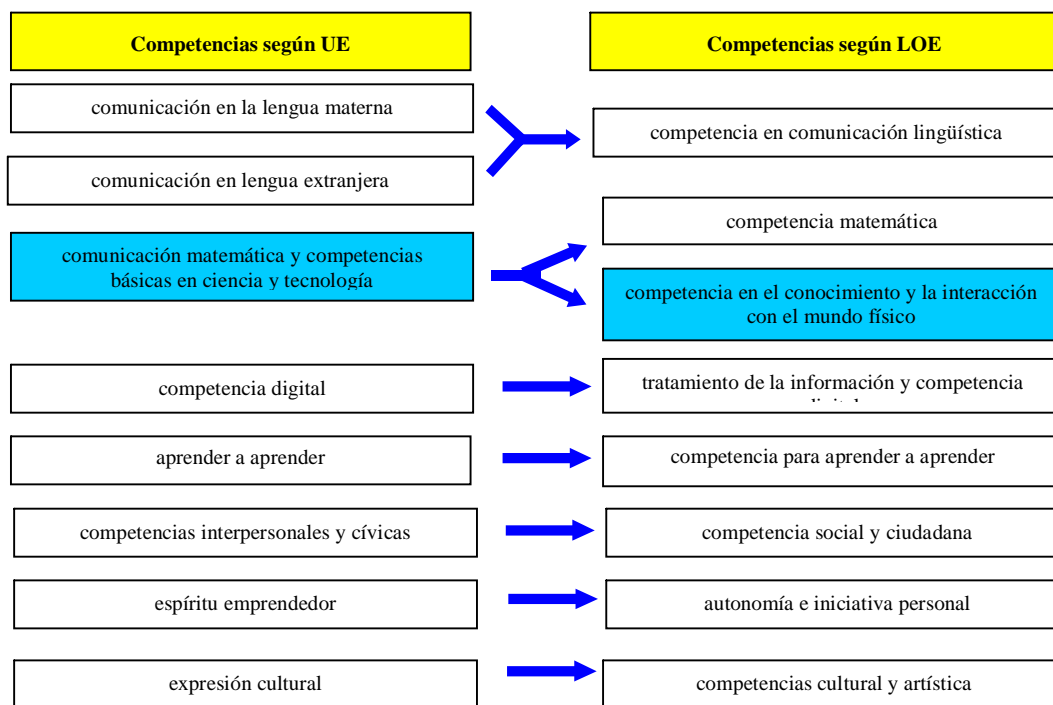 Competencias según UE
Competencias según LOE
comunicación en la lengua materna
competencia en comunicación lingüística
comunicación en lengua extranjera
competencia matemática
comunicación matemática y competencias
básicas en ciencia y tecnología
competencia en el conocimiento y la interacción
con el mundo físico
competencia digital
tratamiento de la información y competencia
aprender a aprender
competencia para aprender a aprender
competencias interpersonales y cívicas
competencia social y ciudadana
espíritu emprendedor
autonomía e iniciativa personal
expresión cultural
competencias cultural y artística